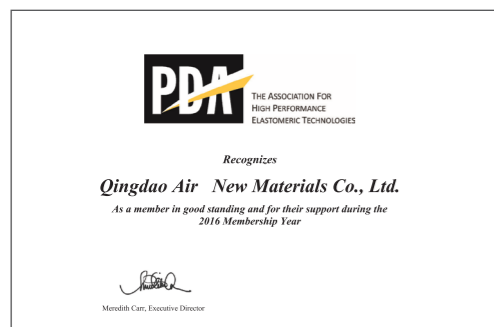 PDA
THE ASSOCIATION FOR
HIGH PERFORMANCE
ELASTOMERIC TECHNOLOGIES
Recognizes
Qingdao Air New Materials Co., Ltd.
As a member in good standing and for their support during the
2016 Membership Year
Meredith Carr, Executive Director